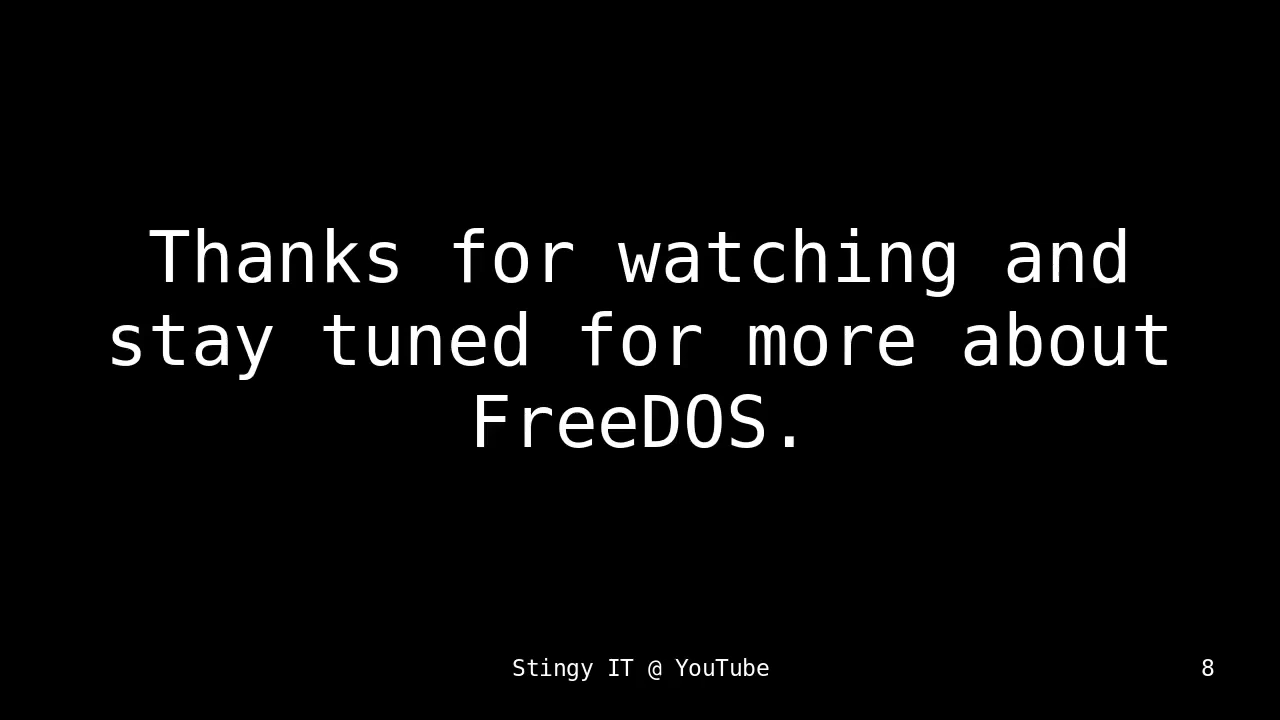 Thanks for watching and
stay tuned for more about
FreeDOS.
Stingy IT @ YouTube
8